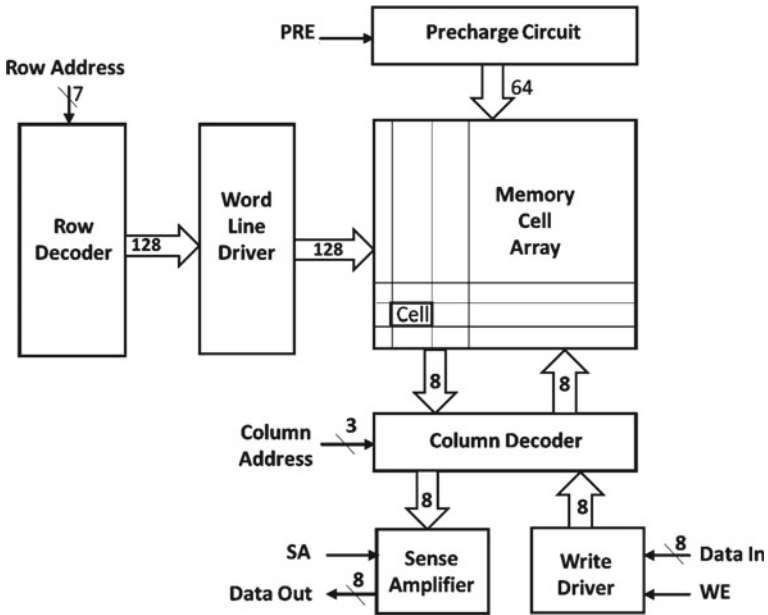 PRE
Precharge Circuit
Row Address
7
64
Row
Decoder
128
Word
Line
Driver
128
Memory
Cell
Array
Cell
8
8
Column
Address
3
Column Decoder
8
8
SA
Data Out
8
Sense
Amplifier
Write
Driver
8
Data In
WE